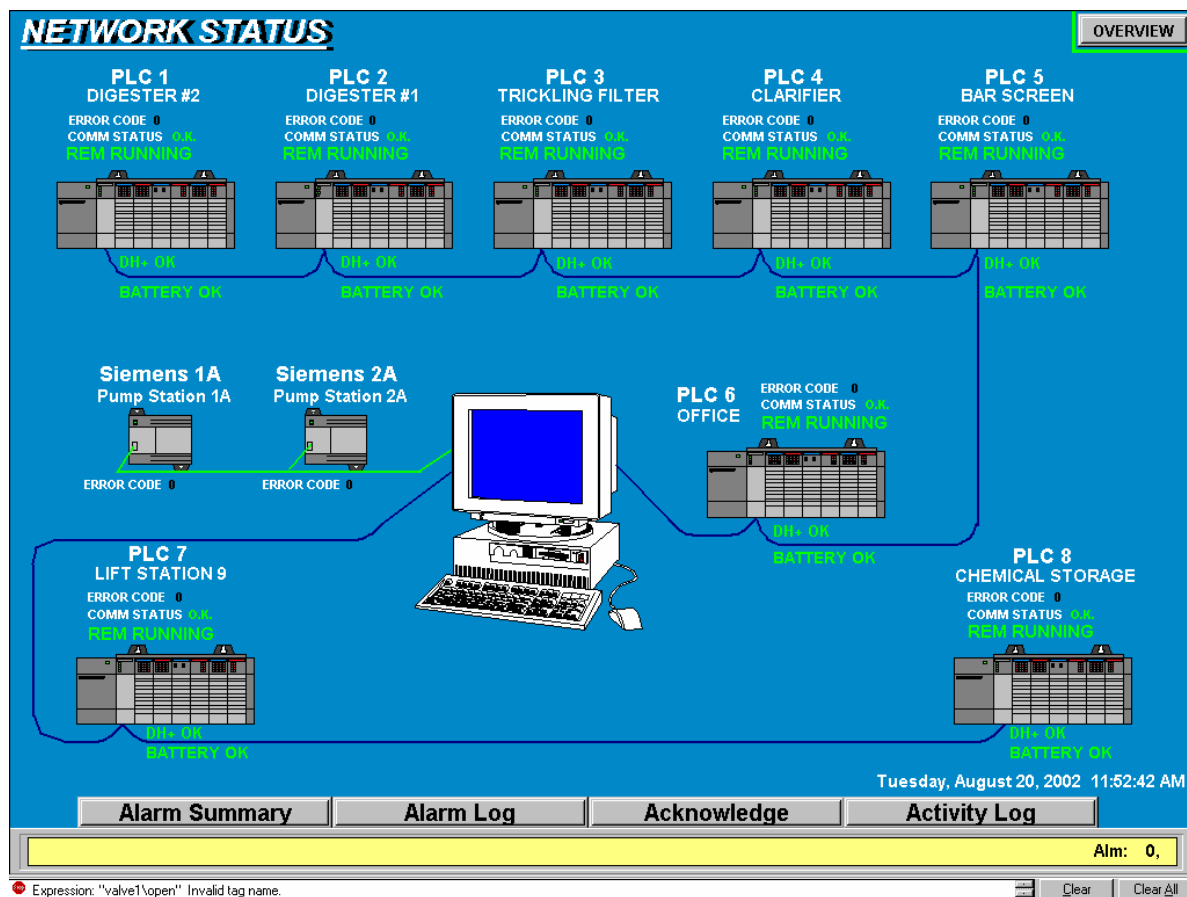 NETWORK STATUS
OVERVIEW
PLC 1
DIGESTER #2
ERROR CODE 0
COMM STATUS O.K.
REM RUNNING
DH+ OK
BATTERY OK
PLC 2
DIGESTER #1
ERROR CODE 0
COMM STATUS O.K.
REM RUNNING
DH+ OK
BATTERY OK
PLC 3
TRICKLING FILTER
ERROR CODE 0
COMM STATUS O.K.
REM RUNNING
DH+ OK
BATTERY OK
PLC 4
CLARIFIER
ERROR CODE 0
COMM STATUS O.K.
REM RUNNING
DH+ OK
BATTERY OK
PLC 5
BAR SCREEN
ERROR CODE 0
COMM STATUS O.K.
REM RUNNING
DH+ OK
BATTERY OK
Siemens 1A
Pump Station 1A
ERROR CODE 0
Siemens 2A
Pump Station 2A
ERROR CODE 0
PLC 6
OFFICE
ERROR CODE 0
COMM STATUS O.K.
REM RUNNING
DH+ OK
BATTERY OK
PLC 7
LIFT STATION 9
ERROR CODE 0
COMM STATUS O.K.
REM RUNNING
DH+ OK
BATTERY OK
PLC 8
CHEMICAL STORAGE
ERROR CODE 0
COMM STATUS O.K.
REM RUNNING
DH+ OK
BATTERY OK
Tuesday, August 20, 2002 11:52:42 AM
Alarm Summary
Alarm Log
Acknowledge
Activity Log
Alm: 0,
Expression: "valve1\open" Invalid tag name.
Clear
Clear All